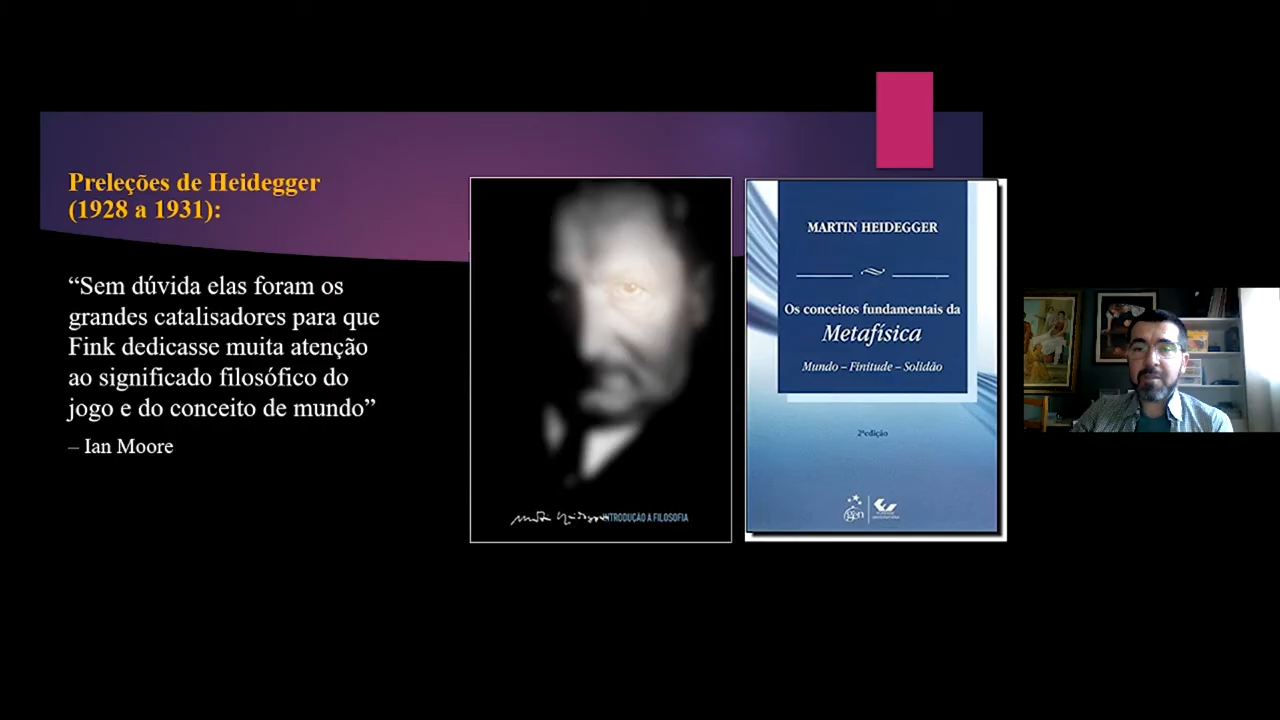 Preleções de Heidegger
(1928 a 1931):
“Sem dúvida elas foram os
grandes catalisadores para que
Fink dedicasse muita atenção
ao significado filosófico do
jogo e do conceito de mundo”
– Ian Moore
INTRODUÇÃO À FILOSOFIA
MARTIN HEIDEGGER
Os conceitos fundamentais da
Metafísica
Mundo – Finitude – Solidão
2ª edição
gen